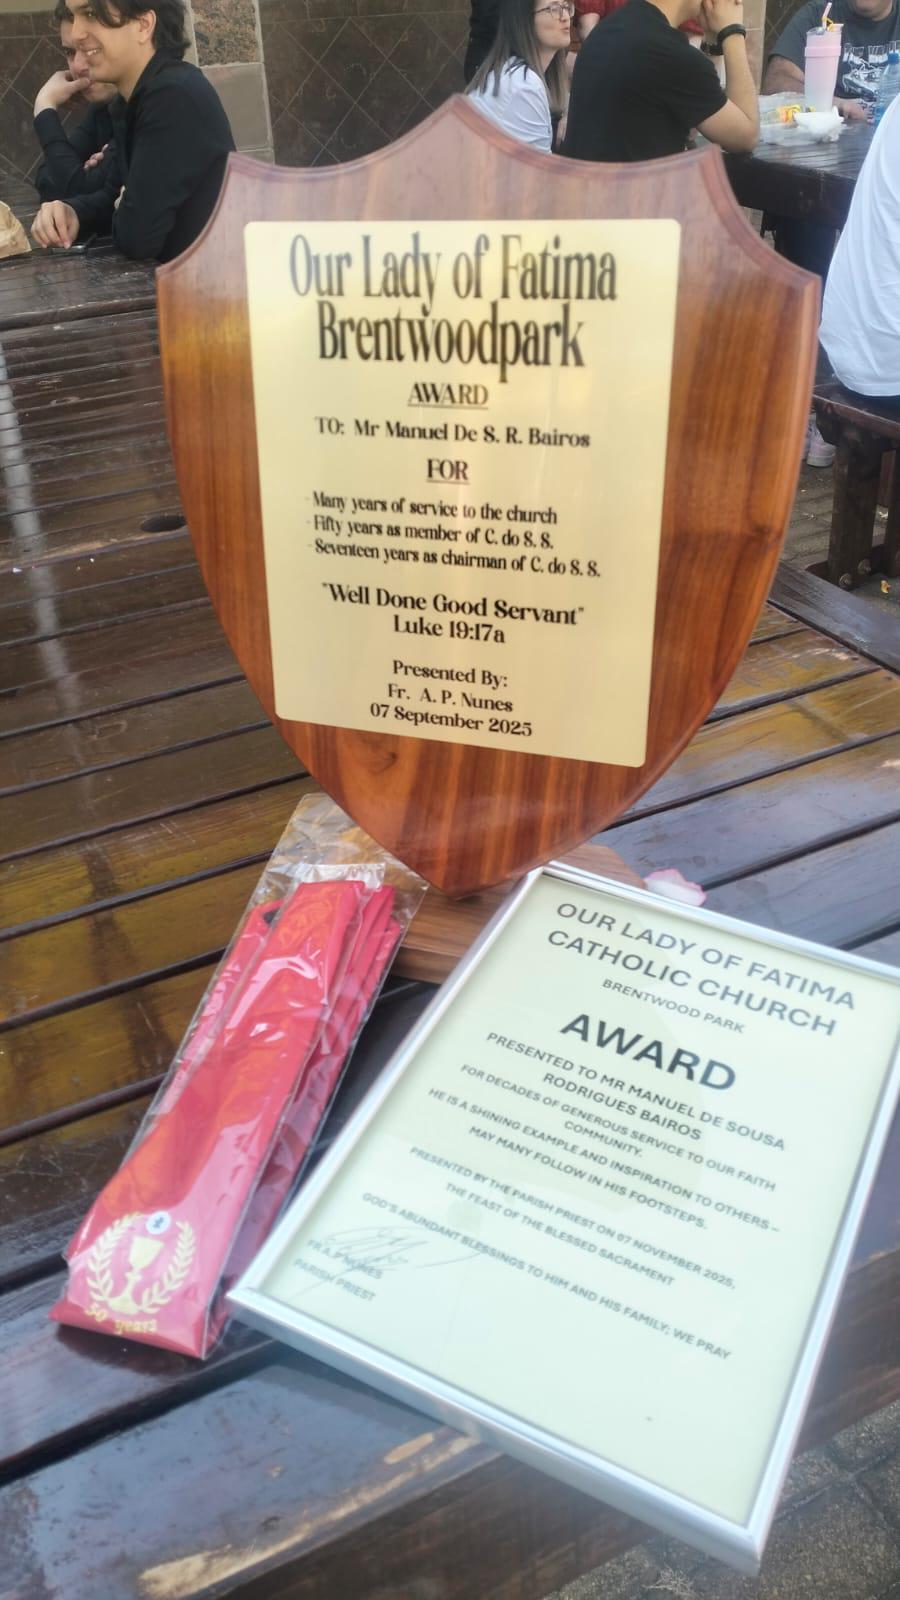 Our Lady of Fatima
Brentwoodpark
AWARD
TO: Mr Manuel De S. R. Bairos
FOR
- Many years of service to the church
- Fifty years as member of C. do S. S.
- Seventeen years as chairman of C. do S. S.
"Well Done Good Servant"
Luke 19:17a
Presented By:
Fr. A. P. Nunes
07 September 2025
50 years
OUR LADY OF FATIMA
CATHOLIC CHURCH
BRENTWOOD PARK
AWARD
PRESENTED TO MR MANUEL DE SOUSA
RODRIGUES BAIROS
FOR DECADES OF GENEROUS SERVICE TO OUR FAITH
COMMUNITY.
HE IS A SHINING EXAMPLE AND INSPIRATION TO OTHERS –
MAY MANY FOLLOW IN HIS FOOTSTEPS.
PRESENTED BY THE PARISH PRIEST ON 07 NOVEMBER 2025,
THE FEAST OF THE BLESSED SACRAMENT
GOD'S ABUNDANT BLESSINGS TO HIM AND HIS FAMILY; WE PRAY
FR A.P NUNES
PARISH PRIEST